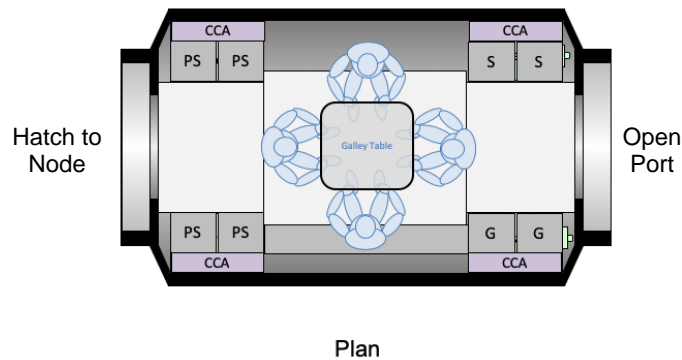 CCA
CCA
PS PS
S S
Hatch to
Node
Galley Table
Open
Port
PS PS
G G
CCA
CCA
Plan